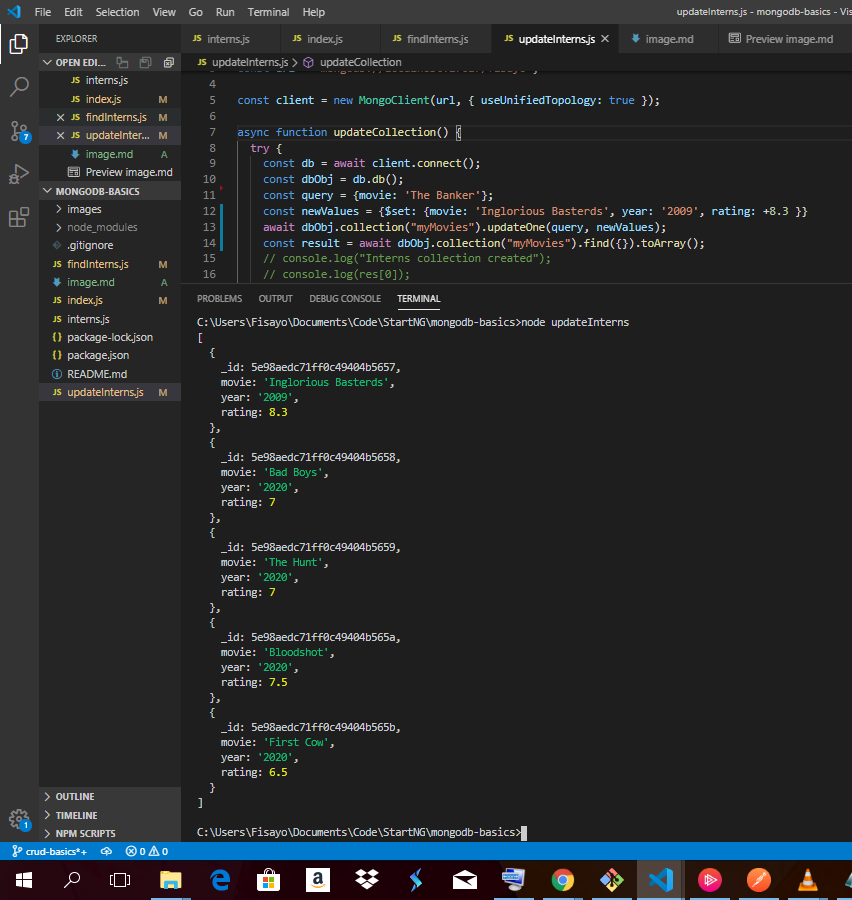 File Edit Selection View Go Run Terminal Help updateInterns.js - mongodb-basics - Vis
EXPLORER
JS interns.js JS index.js JS findInterns.js JS updateInterns.js image.md Preview image.md
OPEN EDI...
JS interns.js
JS index.js M
JS findInterns.js M
JS updateInter... M
image.md A
Preview image.md
MONGODB-BASICS
images
node_modules
.gitignore
JS findInterns.js M
image.md A
JS index.js M
JS interns.js
{} package-lock.json
{} package.json
README.md
JS updateInterns.js M
OUTLINE
TIMELINE
NPM SCRIPTS
7
1
JS updateInterns.js > updateCollection
4
5 const client = new MongoClient(url, { useUnifiedTopology: true });
6
7 async function updateCollection() {
8 try {
9 const db = await client.connect();
10 const dbObj = db.db();
11 const query = {movie: 'The Banker'};
12 const newValues = {$set: {movie: 'Inglorious Basterds', year: '2009', rating: +8.3 }}
13 await dbObj.collection("myMovies").updateOne(query, newValues);
14 const result = await dbObj.collection("myMovies").find({}).toArray();
15 // console.log("Interns collection created");
16 // console.log(res[0]);
PROBLEMS OUTPUT DEBUG CONSOLE TERMINAL
C:\Users\Fisayo\Documents\Code\StartNG\mongodb-basics>node updateInterns
[
{
_id: 5e98aedc71ff0c49404b5657,
movie: 'Inglorious Basterds',
year: '2009',
rating: 8.3
},
{
_id: 5e98aedc71ff0c49404b5658,
movie: 'Bad Boys',
year: '2020',
rating: 7
},
{
_id: 5e98aedc71ff0c49404b5659,
movie: 'The Hunt',
year: '2020',
rating: 7
},
{
_id: 5e98aedc71ff0c49404b565a,
movie: 'Bloodshot',
year: '2020',
rating: 7.5
},
{
_id: 5e98aedc71ff0c49404b565b,
movie: 'First Cow',
year: '2020',
rating: 6.5
}
]
C:\Users\Fisayo\Documents\Code\StartNG\mongodb-basics>
crud-basics*+ 0 0